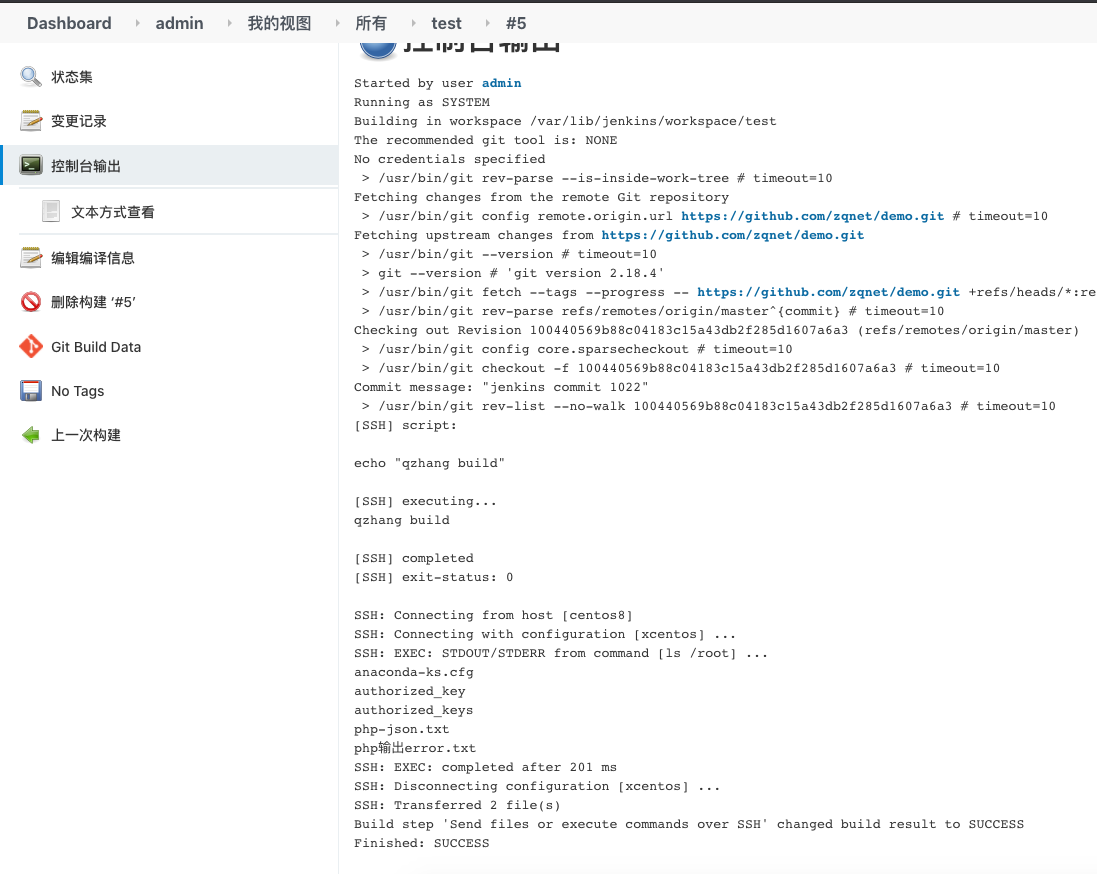 Dashboard admin 我的视图 所有 test #5
控制台输出
状态集
变更记录
控制台输出
文本方式查看
编辑编译信息
删除构建 ‘#5’
Git Build Data
No Tags
上一次构建
Started by user admin
Running as SYSTEM
Building in workspace /var/lib/jenkins/workspace/test
The recommended git tool is: NONE
No credentials specified
 > /usr/bin/git rev-parse --is-inside-work-tree # timeout=10
Fetching changes from the remote Git repository
 > /usr/bin/git config remote.origin.url https://github.com/zqnet/demo.git # timeout=10
Fetching upstream changes from https://github.com/zqnet/demo.git
 > /usr/bin/git --version # timeout=10
 > git --version # 'git version 2.18.4'
 > /usr/bin/git fetch --tags --progress -- https://github.com/zqnet/demo.git +refs/heads/*:re
 > /usr/bin/git rev-parse refs/remotes/origin/master^{commit} # timeout=10
Checking out Revision 100440569b88c04183c15a43db2f285d1607a6a3 (refs/remotes/origin/master)
 > /usr/bin/git config core.sparsecheckout # timeout=10
 > /usr/bin/git checkout -f 100440569b88c04183c15a43db2f285d1607a6a3 # timeout=10
Commit message: "jenkins commit 1022"
 > /usr/bin/git rev-list --no-walk 100440569b88c04183c15a43db2f285d1607a6a3 # timeout=10
[SSH] script:
echo "qzhang build"
[SSH] executing...
qzhang build
[SSH] completed
[SSH] exit-status: 0
SSH: Connecting from host [centos8]
SSH: Connecting with configuration [xcentos] ...
SSH: EXEC: STDOUT/STDERR from command [ls /root] ...
anaconda-ks.cfg
authorized_key
authorized_keys
php-json.txt
php输出error.txt
SSH: EXEC: completed after 201 ms
SSH: Disconnecting configuration [xcentos] ...
SSH: Transferred 2 file(s)
Build step 'Send files or execute commands over SSH' changed build result to SUCCESS
Finished: SUCCESS